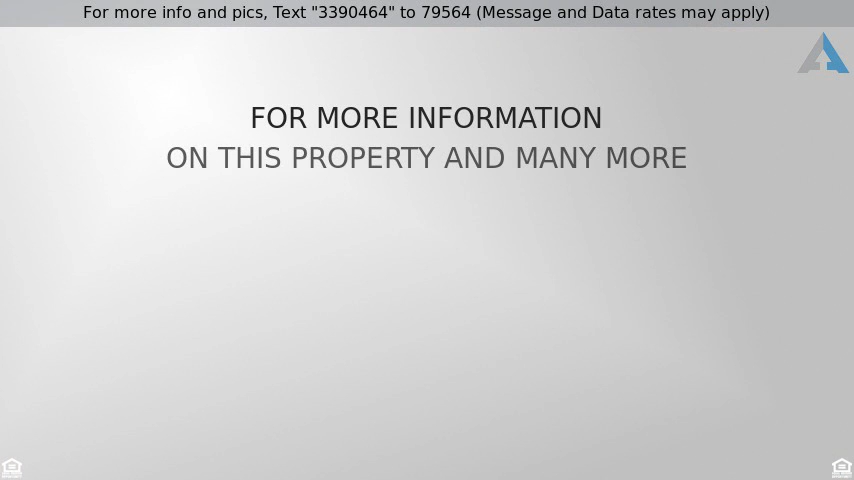 For more info and pics, Text "3390464" to 79564 (Message and Data rates may apply)
FOR MORE INFORMATION
ON THIS PROPERTY AND MANY MORE